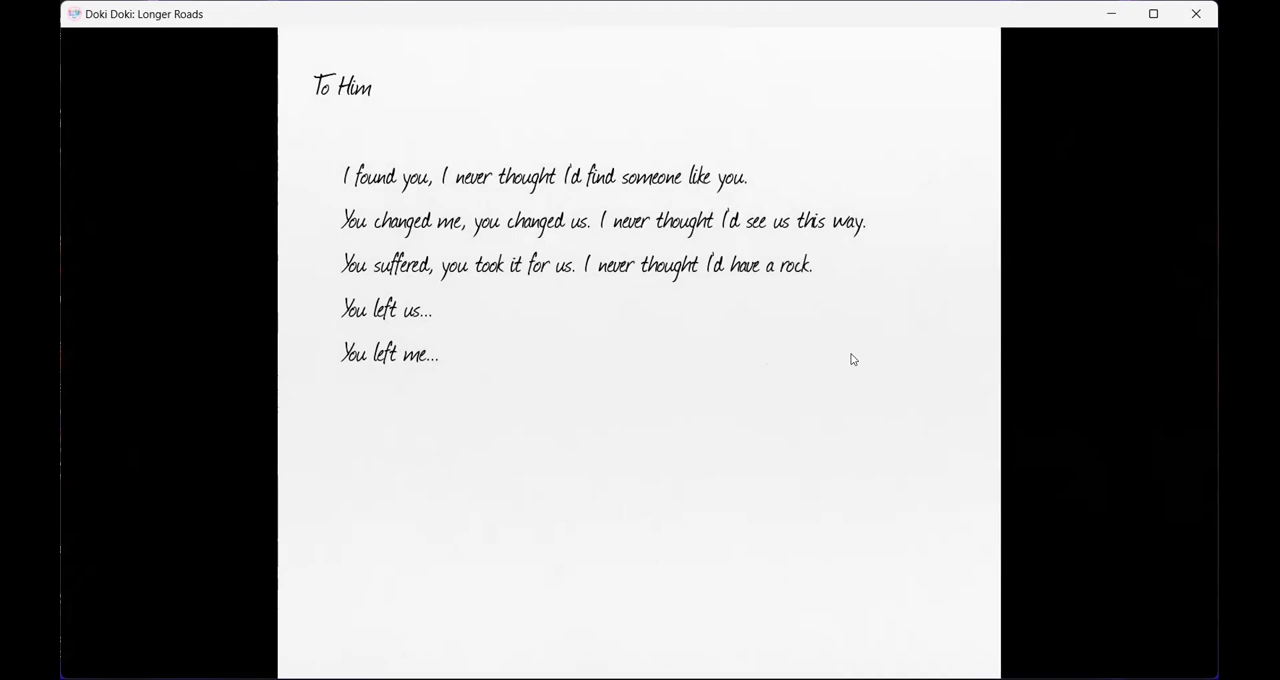 Doki Doki: Longer Roads
To Him
I found you, I never thought I'd find someone like you.
You changed me, you changed us. I never thought I'd see us this way.
You suffered, you took it for us. I never thought I'd have a rock.
You left us...
You left me...